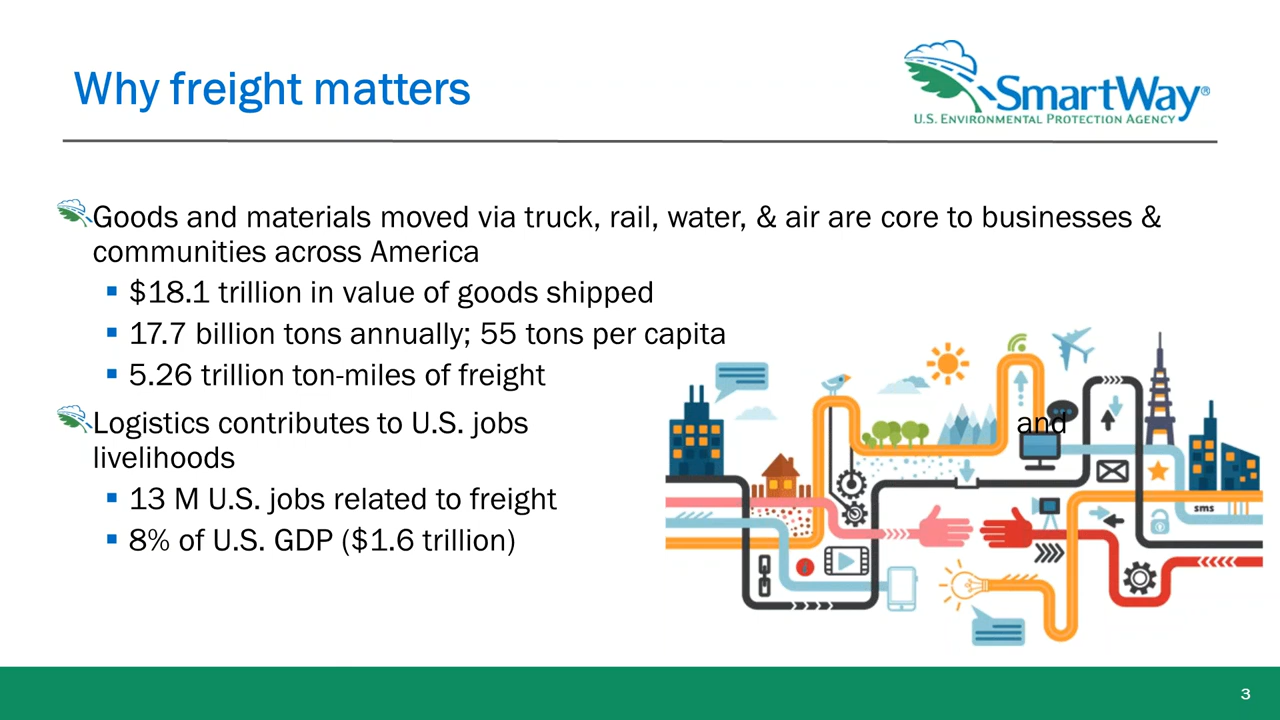 Why freight matters
SmartWay®
U.S. ENVIRONMENTAL PROTECTION AGENCY
Goods and materials moved via truck, rail, water, & air are core to businesses &
communities across America
$18.1 trillion in value of goods shipped
17.7 billion tons annually; 55 tons per capita
5.26 trillion ton-miles of freight
Logistics contributes to U.S. jobs and
livelihoods
13 M U.S. jobs related to freight
8% of U.S. GDP ($1.6 trillion)
sms
3